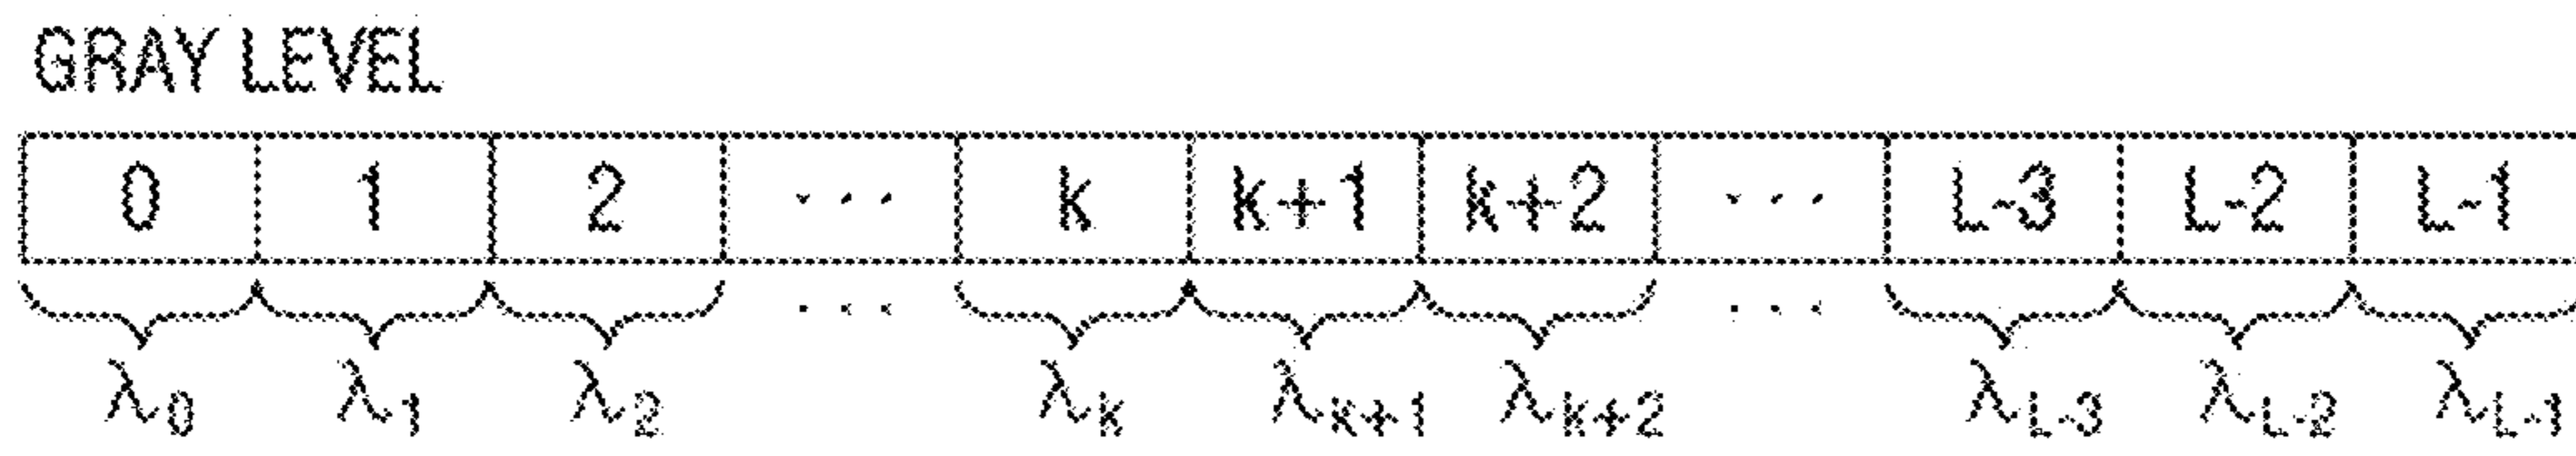 GRAY LEVEL
0 1 2 ... k k+1 k+2 ... L-3 L-2 L-1
... ...
λ0 λ1 λ2 λk λk+1 λk+2 λL-3 λL-2 λL-1